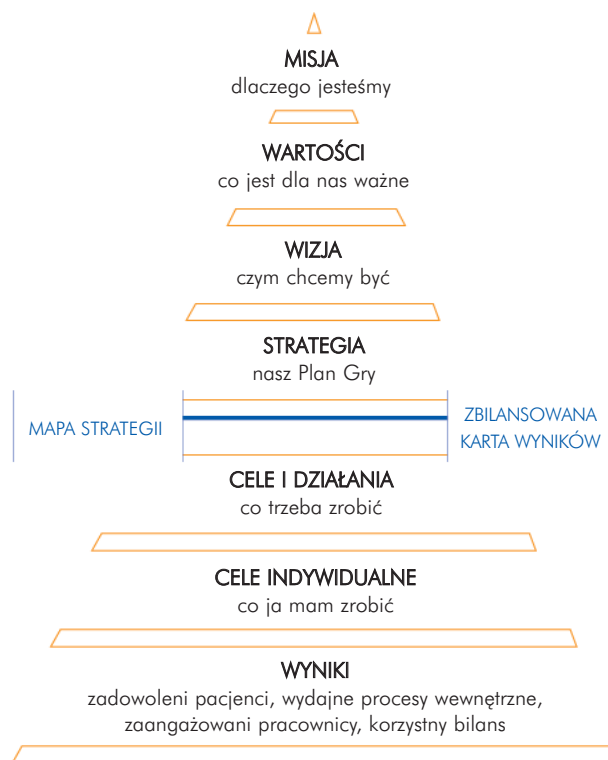 MISJA
dlaczego jesteśmy
WARTOŚCI
co jest dla nas ważne
WIZJA
czym chcemy być
STRATEGIA
nasz Plan Gry
MAPA STRATEGII
ZBILANSOWANA
KARTA WYNIKÓW
CELE I DZIAŁANIA
co trzeba zrobić
CELE INDYWIDUALNE
co ja mam zrobić
WYNIKI
zadowoleni pacjenci, wydajne procesy wewnętrzne,
zaangażowani pracownicy, korzystny bilans